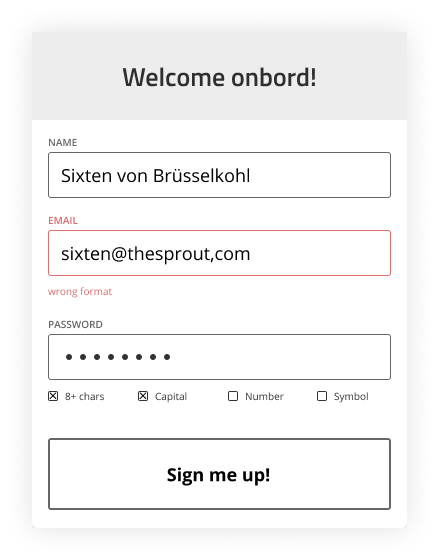 Welcome onbord!
NAME
Sixten von Brüsselkohl
EMAIL
sixten@thesprout,com
wrong format
PASSWORD
••••••••
8+ chars Capital Number Symbol
Sign me up!